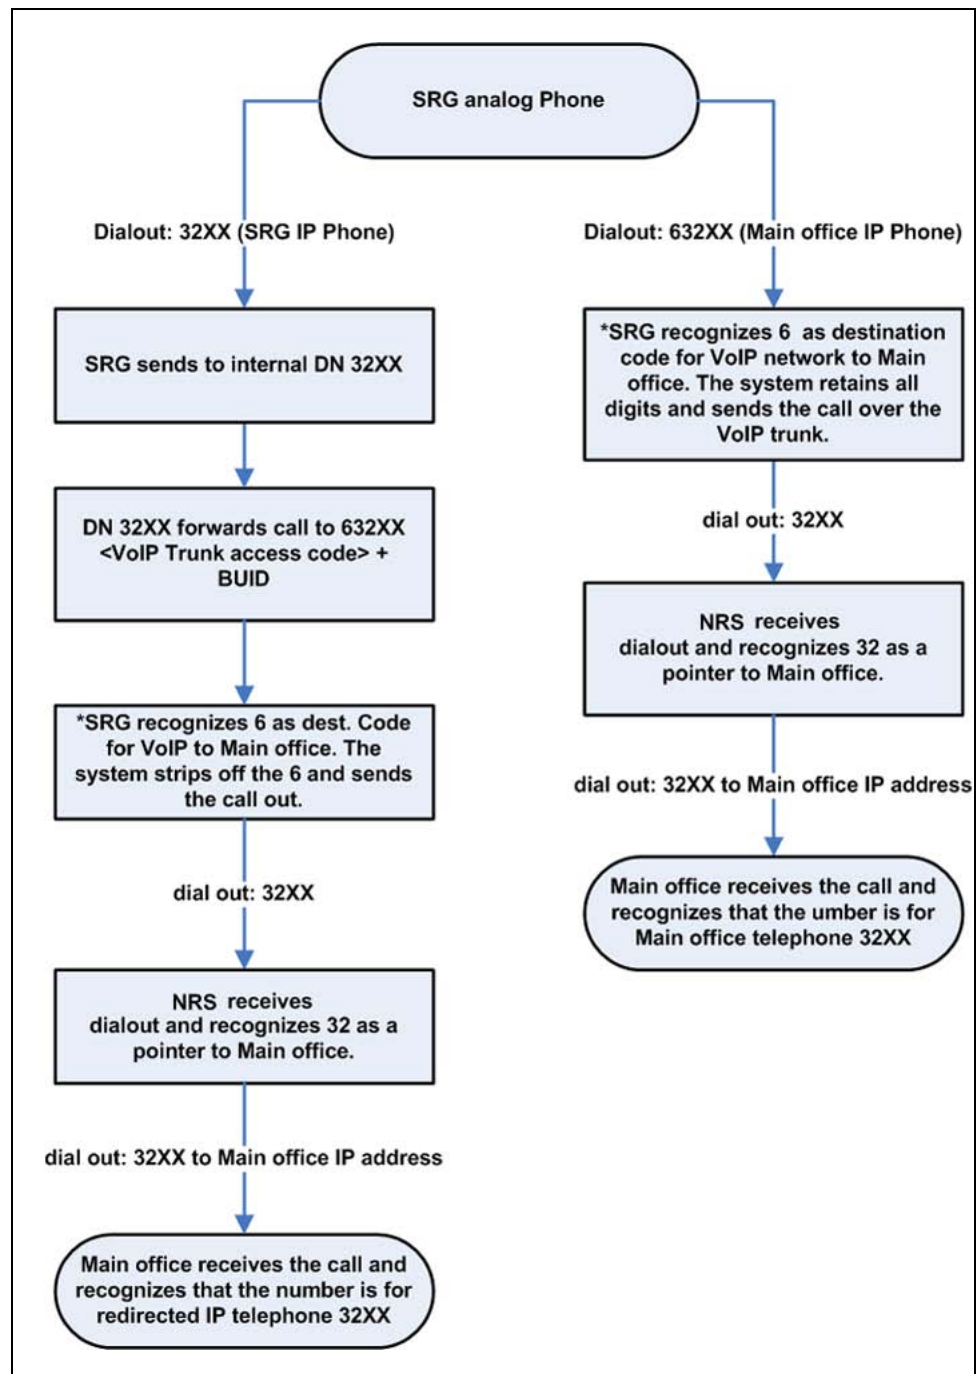 SRG analog Phone
Dialout: 32XX (SRG IP Phone)
SRG sends to internal DN 32XX
DN 32XX forwards call to 632XX
<VoIP Trunk access code> +
BUID
*SRG recognizes 6 as dest. Code
for VoIP to Main office. The
system strips off the 6 and sends
the call out.
dial out: 32XX
NRS receives
dialout and recognizes 32 as a
pointer to Main office.
dial out: 32XX to Main office IP address
Main office receives the call and
recognizes that the number is for
redirected IP telephone 32XX
Dialout: 632XX (Main office IP Phone)
*SRG recognizes 6 as destination
code for VoIP network to Main
office. The system retains all
digits and sends the call over the
VoIP trunk.
dial out: 32XX
NRS receives
dialout and recognizes 32 as a
pointer to Main office.
dial out: 32XX to Main office IP address
Main office receives the call and
recognizes that the umber is for
Main office telephone 32XX